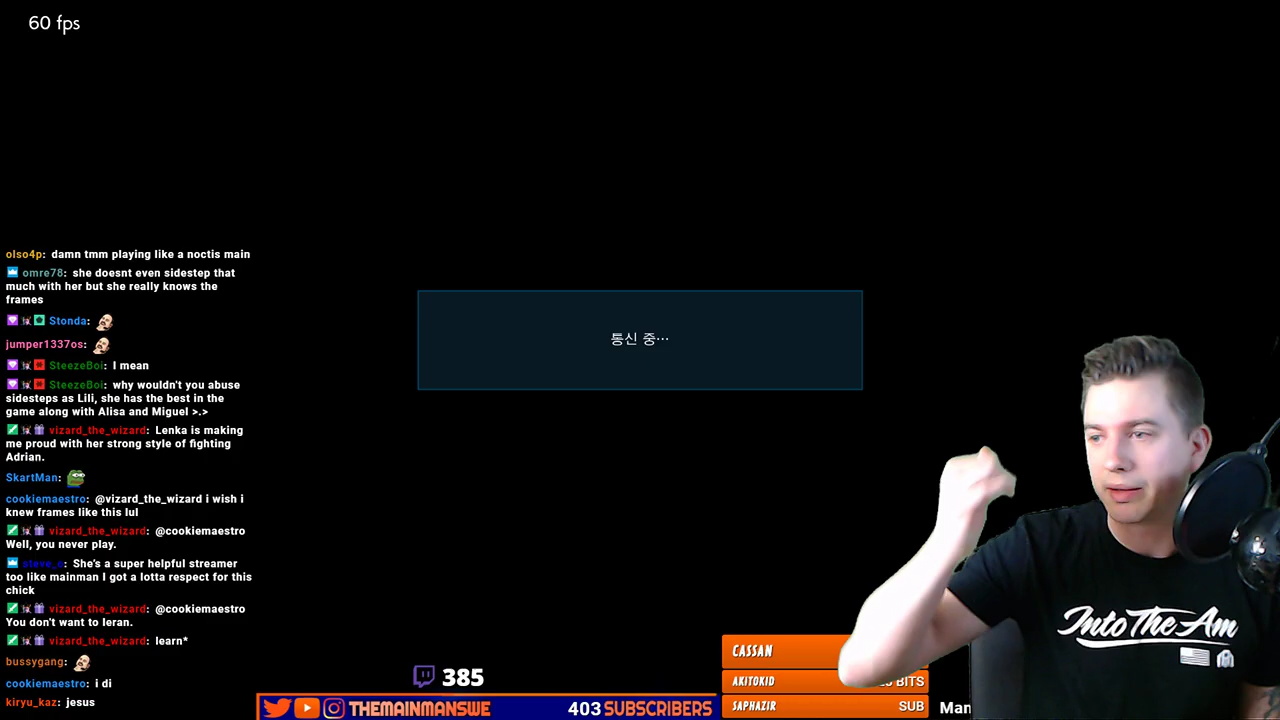 60 fps
olso4p: damn tmm playing like a noctis main
omre78: she doesnt even sidestep that
much with her but she really knows the
frames
Stonda:
jumper1337os:
SteezeBoi: I mean
SteezeBoi: why wouldn't you abuse
sidesteps as Lili, she has the best in the
game along with Alisa and Miguel >.>
vizard_the_wizard: Lenka is making
me proud with her strong style of fighting
Adrian.
SkartMan:
cookiemaestro: @vizard_the_wizard i wish i
knew frames like this lul
vizard_the_wizard: @cookiemaestro
Well, you never play.
She's a super helpful streamer
too like mainman I got a lotta respect for this
chick
vizard_the_wizard: @cookiemaestro
You don't want to leran.
vizard_the_wizard: learn*
bussygang:
cookiemaestro: i di
kiryu_kaz: jesus
통신 중…
385
THEMAINMANSWE
403 SUBSCRIBERS
CASSAN
AKITOKID BITS
SAPHAZIR SUB
Man
Into The Am